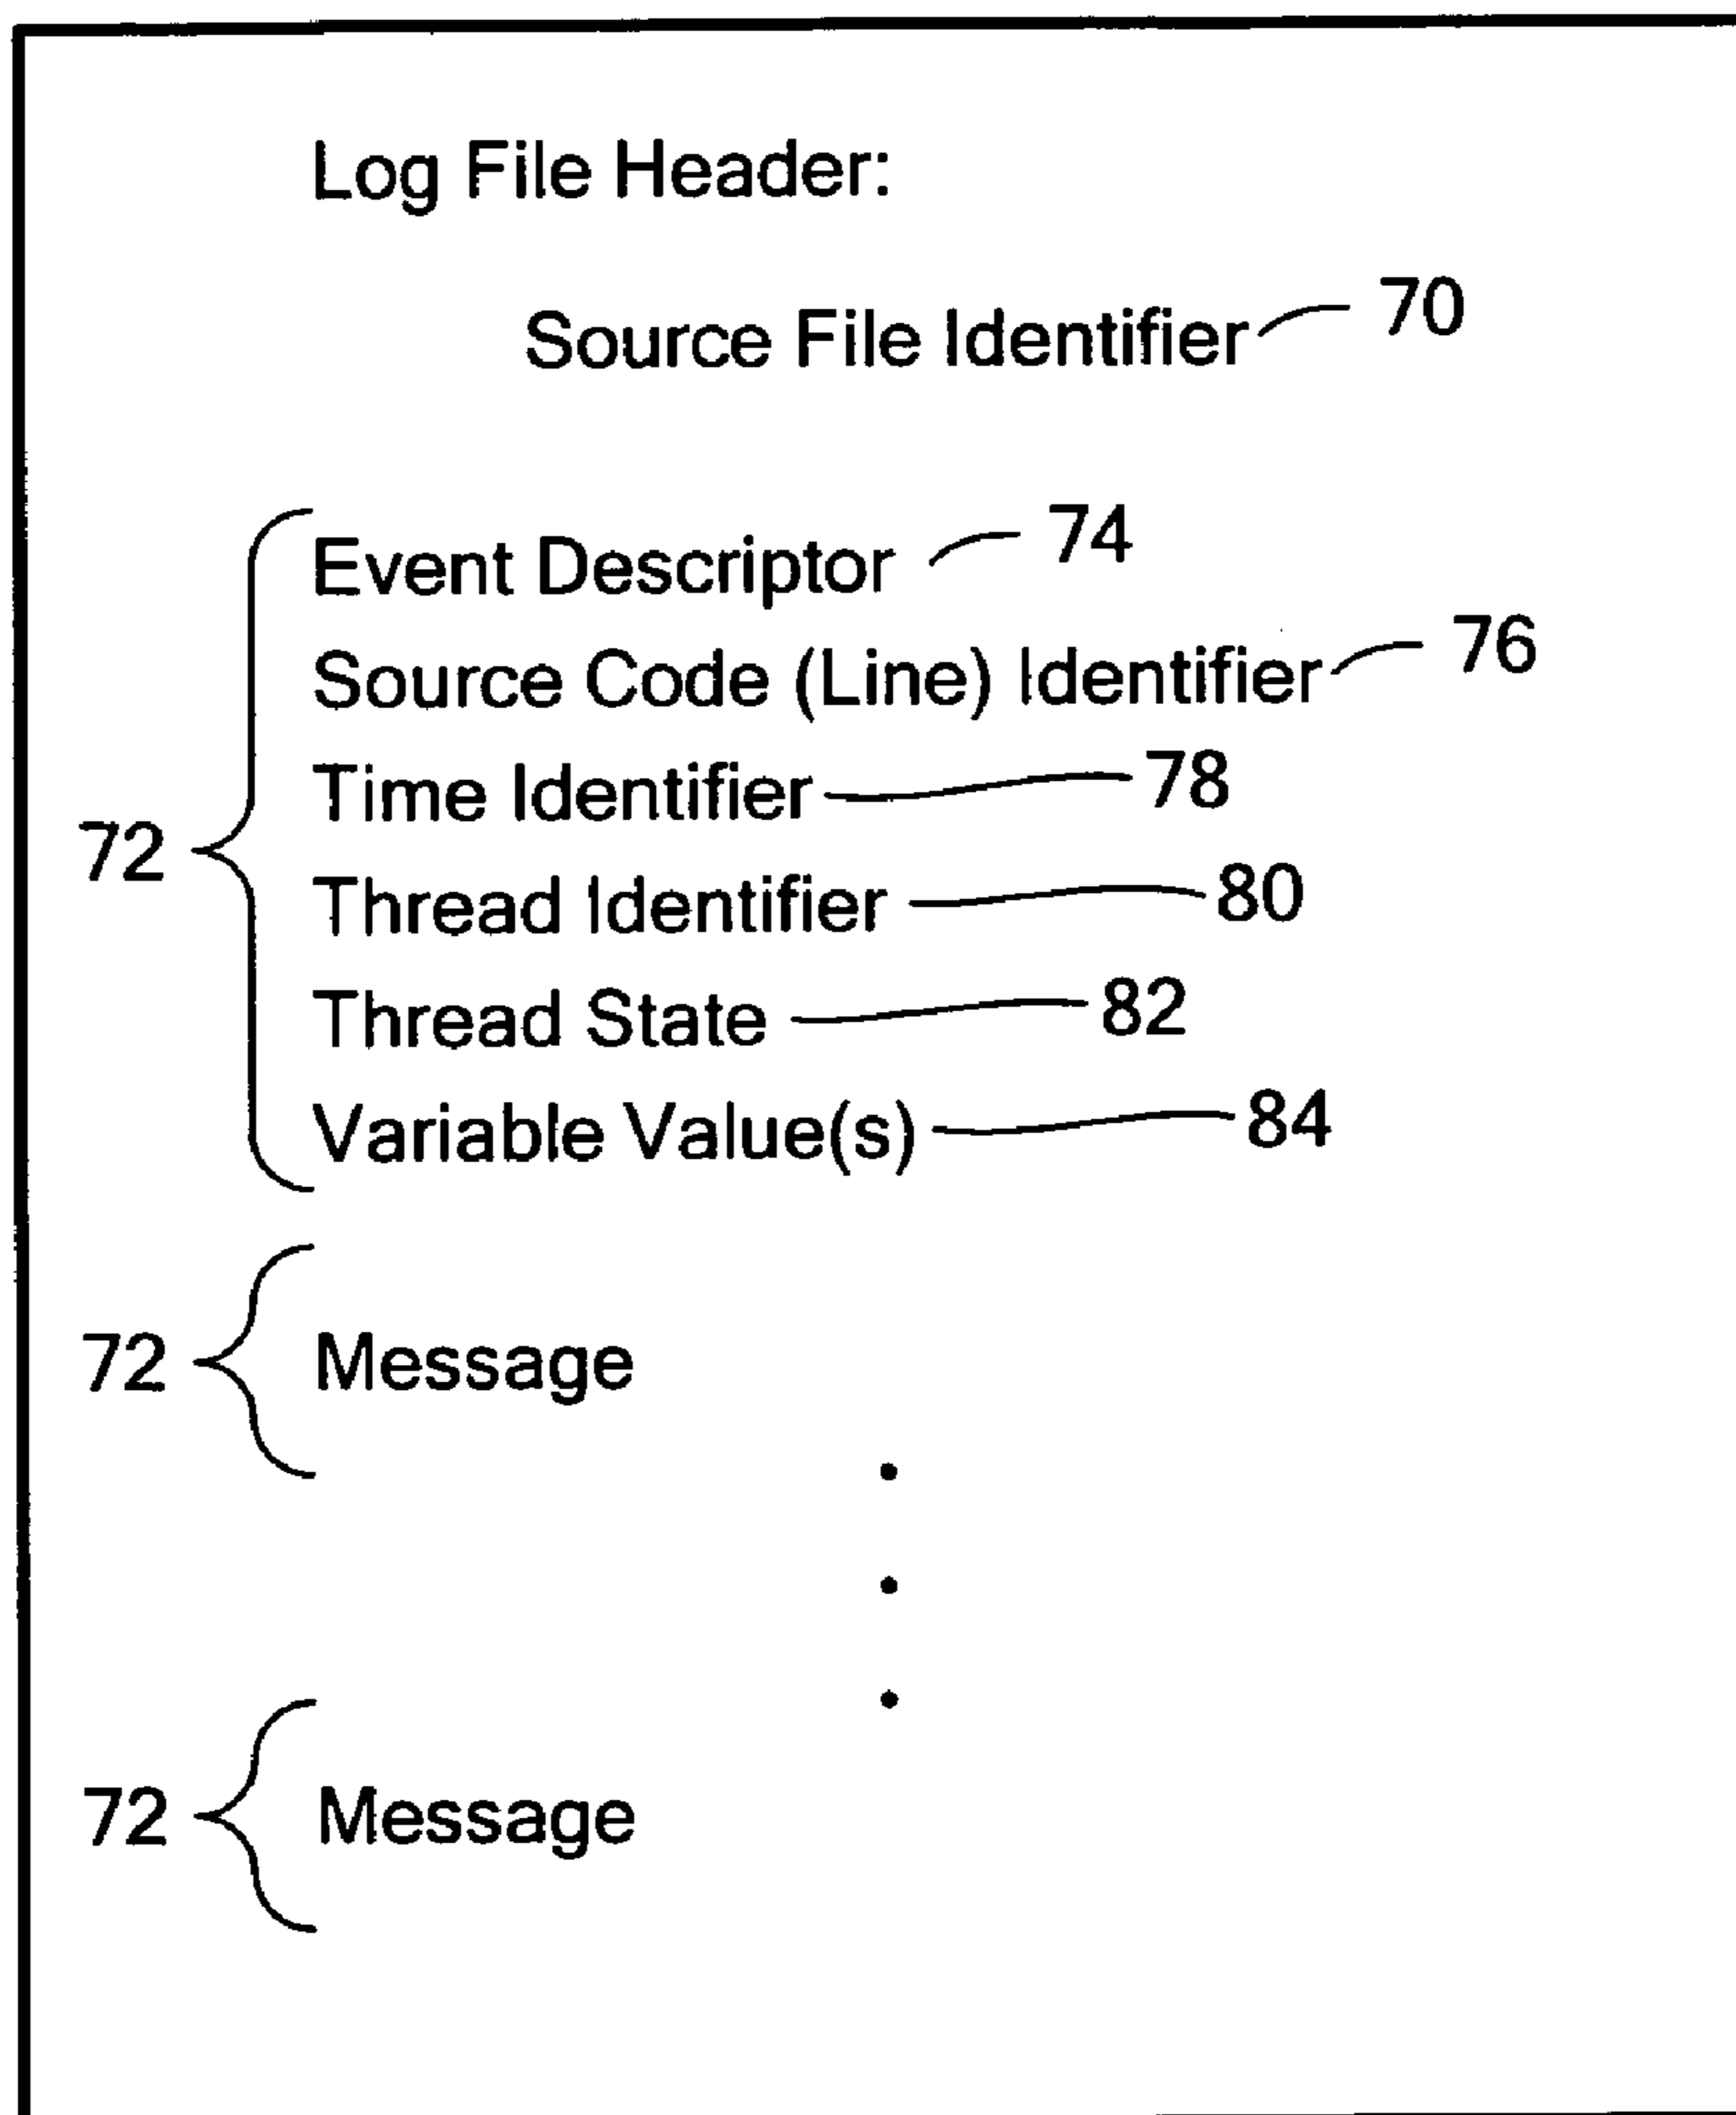 Log File Header:
Source File Identifier 70
Event Descriptor 74
Source Code (Line) Identifier 76
Time Identifier 78
72
Thread Identifier 80
Thread State 82
Variable Value(s) 84
72 Message
72 Message